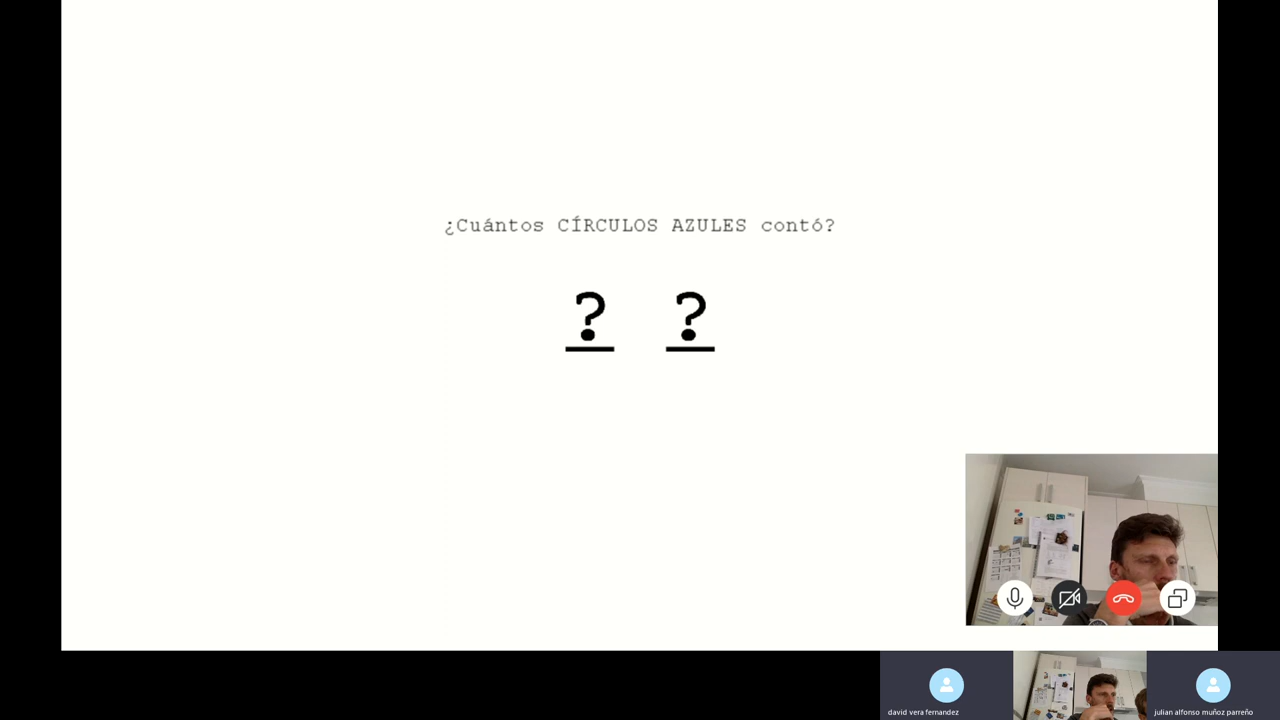 ¿Cuántos CÍRCULOS AZULES contó?
? ?
david vera fernandez
julian alfonso muñoz parreño